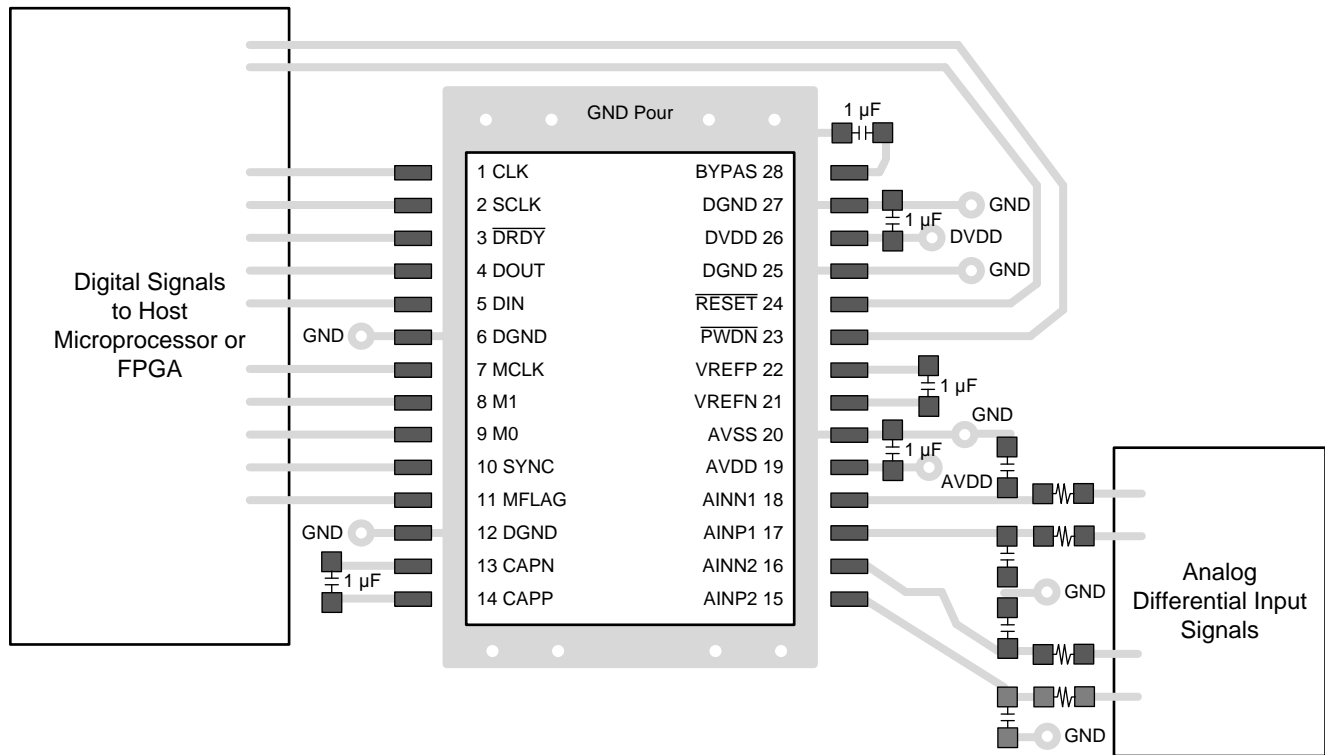 GND Pour
1 µF
1 CLK
BYPAS 28
2 SCLK
DGND 27
GND
1 µF
3 DRDY
DVDD 26
DVDD
4 DOUT
DGND 25
GND
5 DIN
RESET 24
Digital Signals
to Host
Microprocessor or
FPGA
GND
6 DGND
PWDN 23
7 MCLK
VREFP 22
1 µF
8 M1
VREFN 21
GND
9 M0
AVSS 20
1 µF
10 SYNC
AVDD 19
AVDD
11 MFLAG
AINN1 18
GND
12 DGND
AINP1 17
13 CAPN
AINN2 16
1 µF
14 CAPP
AINP2 15
GND
Analog
Differential Input
Signals
GND